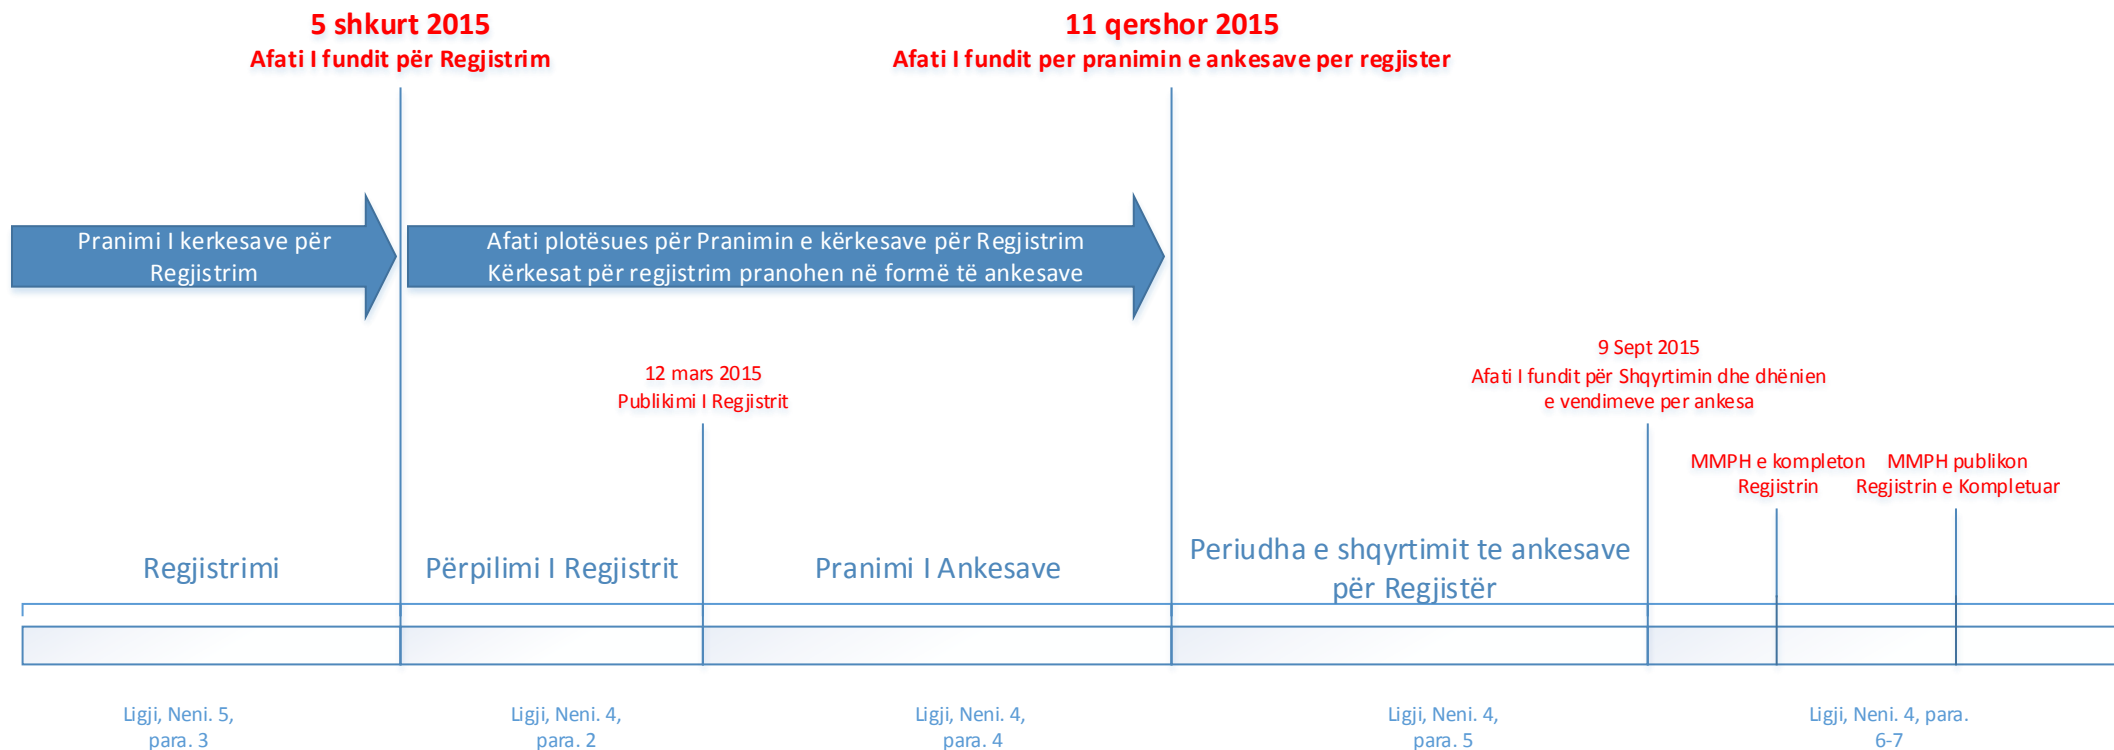 5 shkurt 2015
Afati I fundit për Regjistrim
11 qershor 2015
Afati I fundit per pranimin e ankesave per regjister
Pranimi I kerkesave për
Regjistrim
Afati plotësues për Pranimin e kërkesave për Regjistrim
Kërkesat për regjistrim pranohen në formë të ankesave
12 mars 2015
Publikimi I Regjistrit
9 Sept 2015
Afati I fundit për Shqyrtimin dhe dhënien
e vendimeve per ankesa
MMPH e kompleton
Regjistrin
MMPH publikon
Regjistrin e Kompletuar
Regjistrimi
Përpilimi I Regjistrit
Pranimi I Ankesave
Periudha e shqyrtimit te ankesave
për Regjistër
Ligji, Neni. 5,
para. 3
Ligji, Neni. 4,
para. 2
Ligji, Neni. 4,
para. 4
Ligji, Neni. 4,
para. 5
Ligji, Neni. 4, para.
6-7